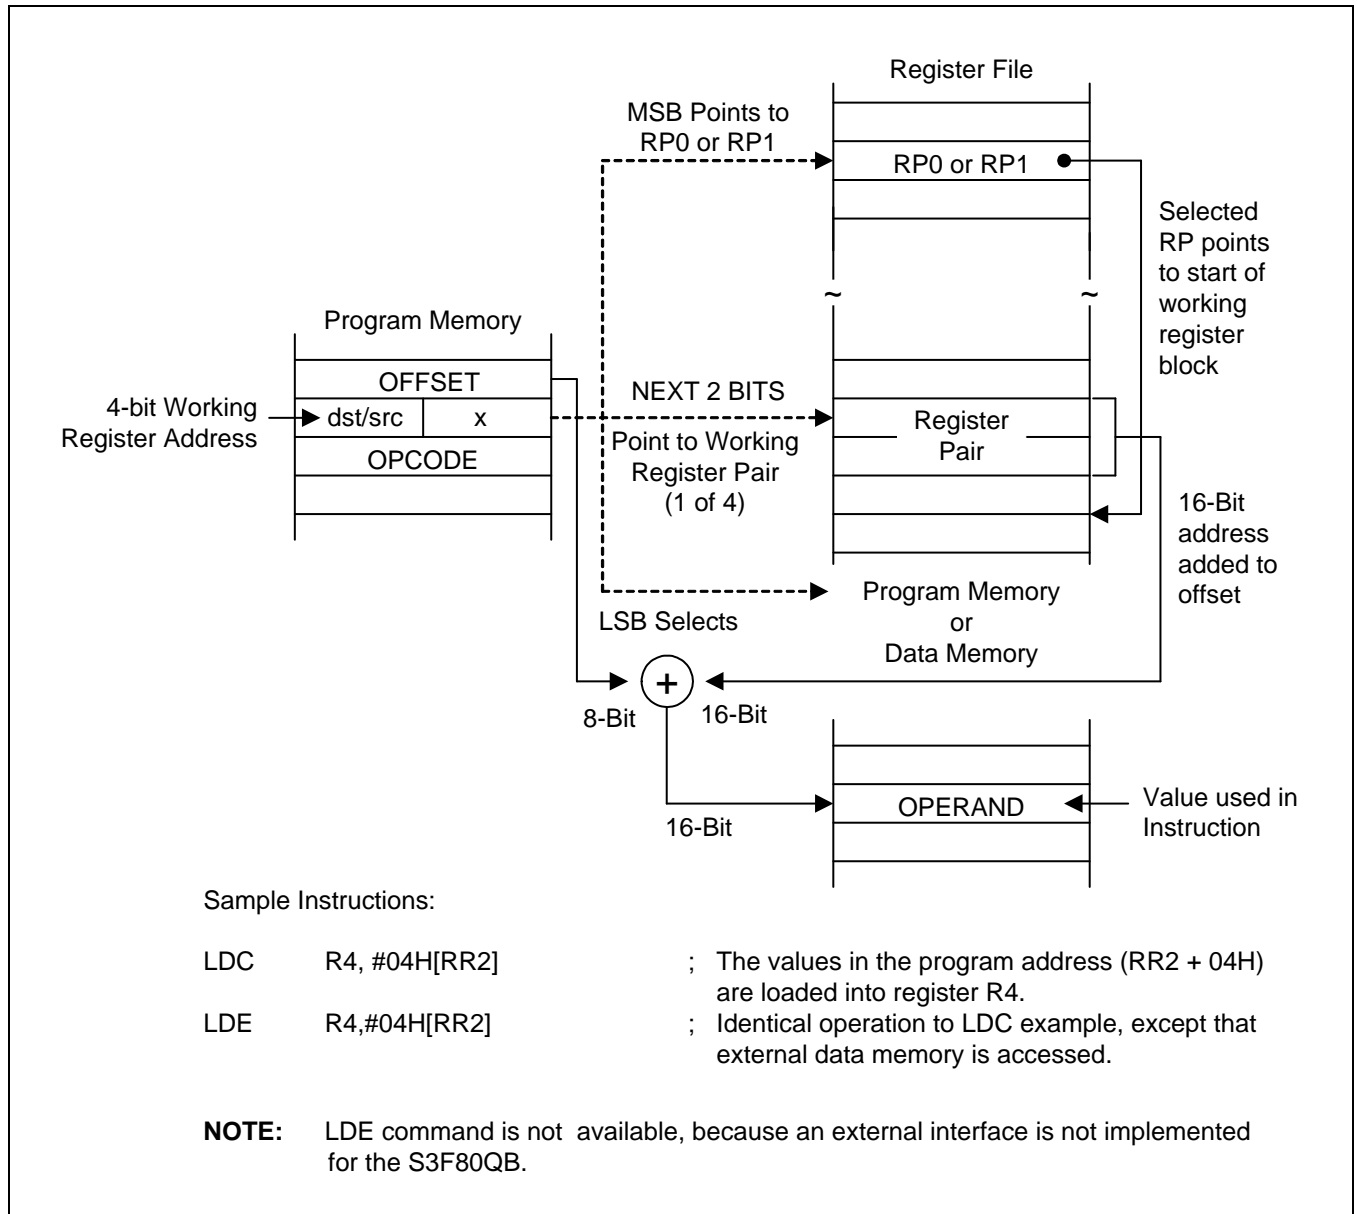 Register File
MSB Points to
RP0 or RP1
RP0 or RP1
Selected
RP points
to start of
working
register
block
~ ~
Program Memory
OFFSET
4-bit Working
Register Address
dst/src x
OPCODE
NEXT 2 BITS
Point to Working
Register Pair
(1 of 4)
Register
Pair
16-Bit
address
added to
offset
LSB Selects
Program Memory
or
Data Memory
+
8-Bit
16-Bit
16-Bit
OPERAND
Value used in
Instruction
Sample Instructions:
LDC R4, #04H[RR2] ; The values in the program address (RR2 + 04H)
are loaded into register R4.
LDE R4,#04H[RR2] ; Identical operation to LDC example, except that
external data memory is accessed.
NOTE: LDE command is not available, because an external interface is not implemented
for the S3F80QB.